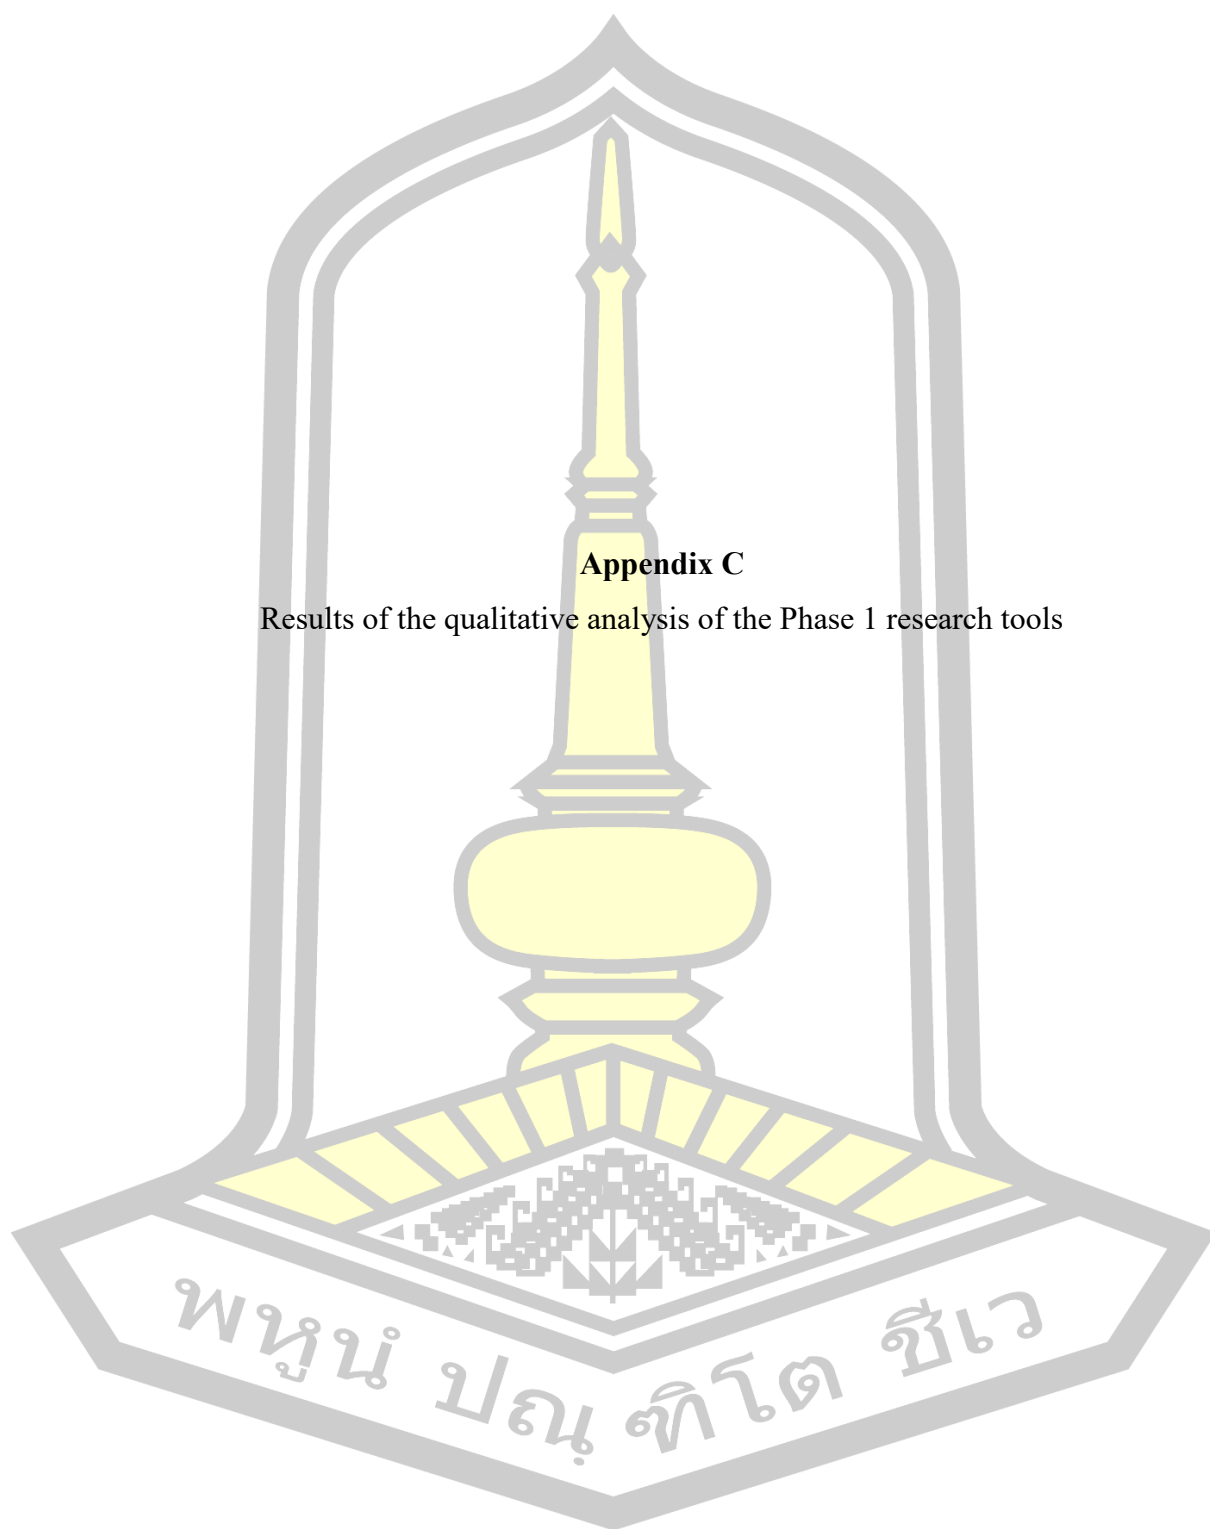 Appendix C
Results of the qualitative analysis of the Phase 1 research tools
พหูนํ ปณฺฑิโต ชีเว